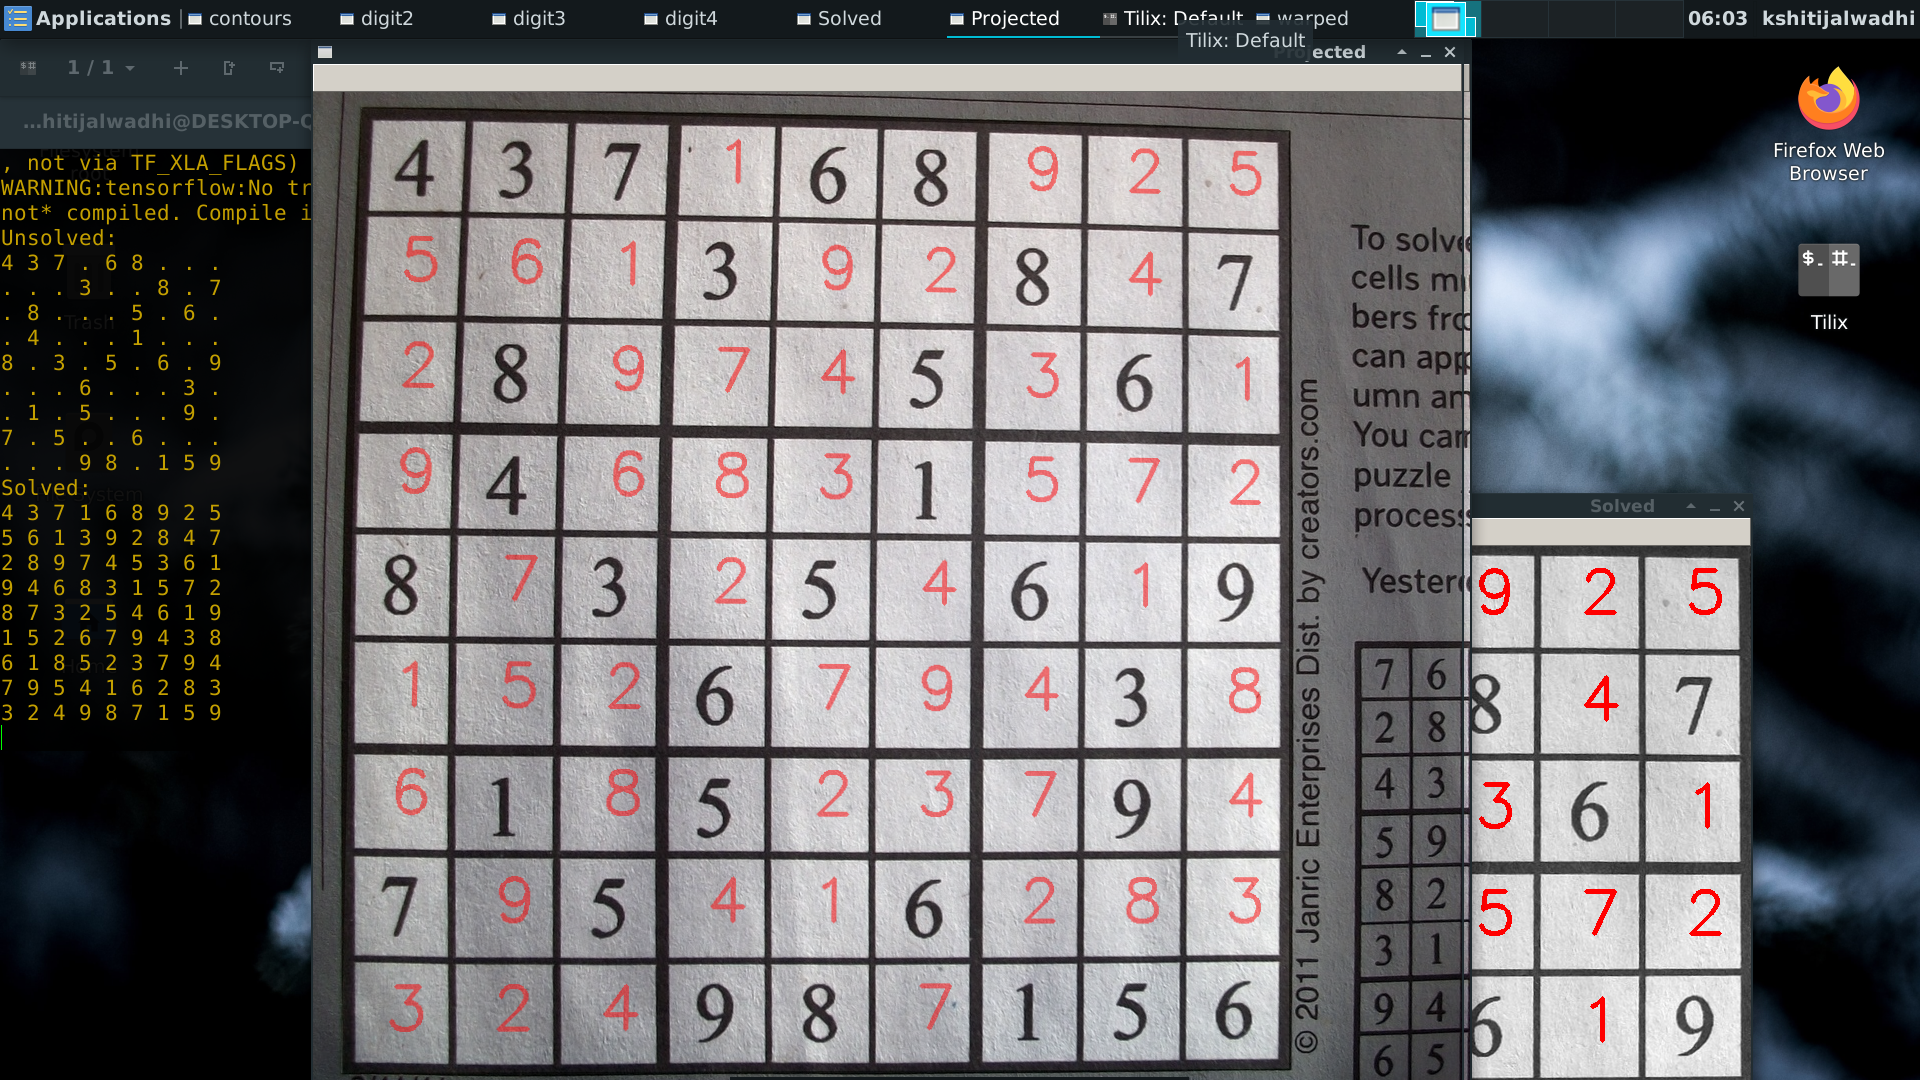 Applications contours digit2 digit3 digit4 Solved Projected Tilix: Default warped 06:03 kshitijalwadhi
Tilix: Default
1 / 1
…hitijalwadhi@DESKTOP-
, not via TF_XLA_FLAGS)
WARNING:tensorflow:No tr
not* compiled. Compile i
Unsolved:
4 3 7 . 6 8 . . .
. . . 3 . . 8 . 7
. 8 . . . 5 . 6 .
. 4 . . . 1 . . .
8 . 3 . 5 . 6 . 9
. . . 6 . . . 3 .
. 1 . 5 . . . 9 .
7 . 5 . . 6 . . .
. . . 9 8 . 1 5 9
Solved:
4 3 7 1 6 8 9 2 5
5 6 1 3 9 2 8 4 7
2 8 9 7 4 5 3 6 1
9 4 6 8 3 1 5 7 2
8 7 3 2 5 4 6 1 9
1 5 2 6 7 9 4 3 8
6 1 8 5 2 3 7 9 4
7 9 5 4 1 6 2 8 3
3 2 4 9 8 7 1 5 9
Projected
4 3 7 1 6 8 9 2 5
5 6 1 3 9 2 8 4 7
2 8 9 7 4 5 3 6 1
9 4 6 8 3 1 5 7 2
8 7 3 2 5 4 6 1 9
1 5 2 6 7 9 4 3 8
6 1 8 5 2 3 7 9 4
7 9 5 4 1 6 2 8 3
3 2 4 9 8 7 1 5 6
© 2011 Janric Enterprises Dist. by creators.com
To solve
cells m
bers fro
can app
umn an
You can
puzzle
process
Yester
7 6
2 8
4 3
5 9
8 2
3 1
9 4
6 5
Solved
9 2 5
8 4 7
3 6 1
5 7 2
6 1 9
Firefox Web
Browser
Tilix